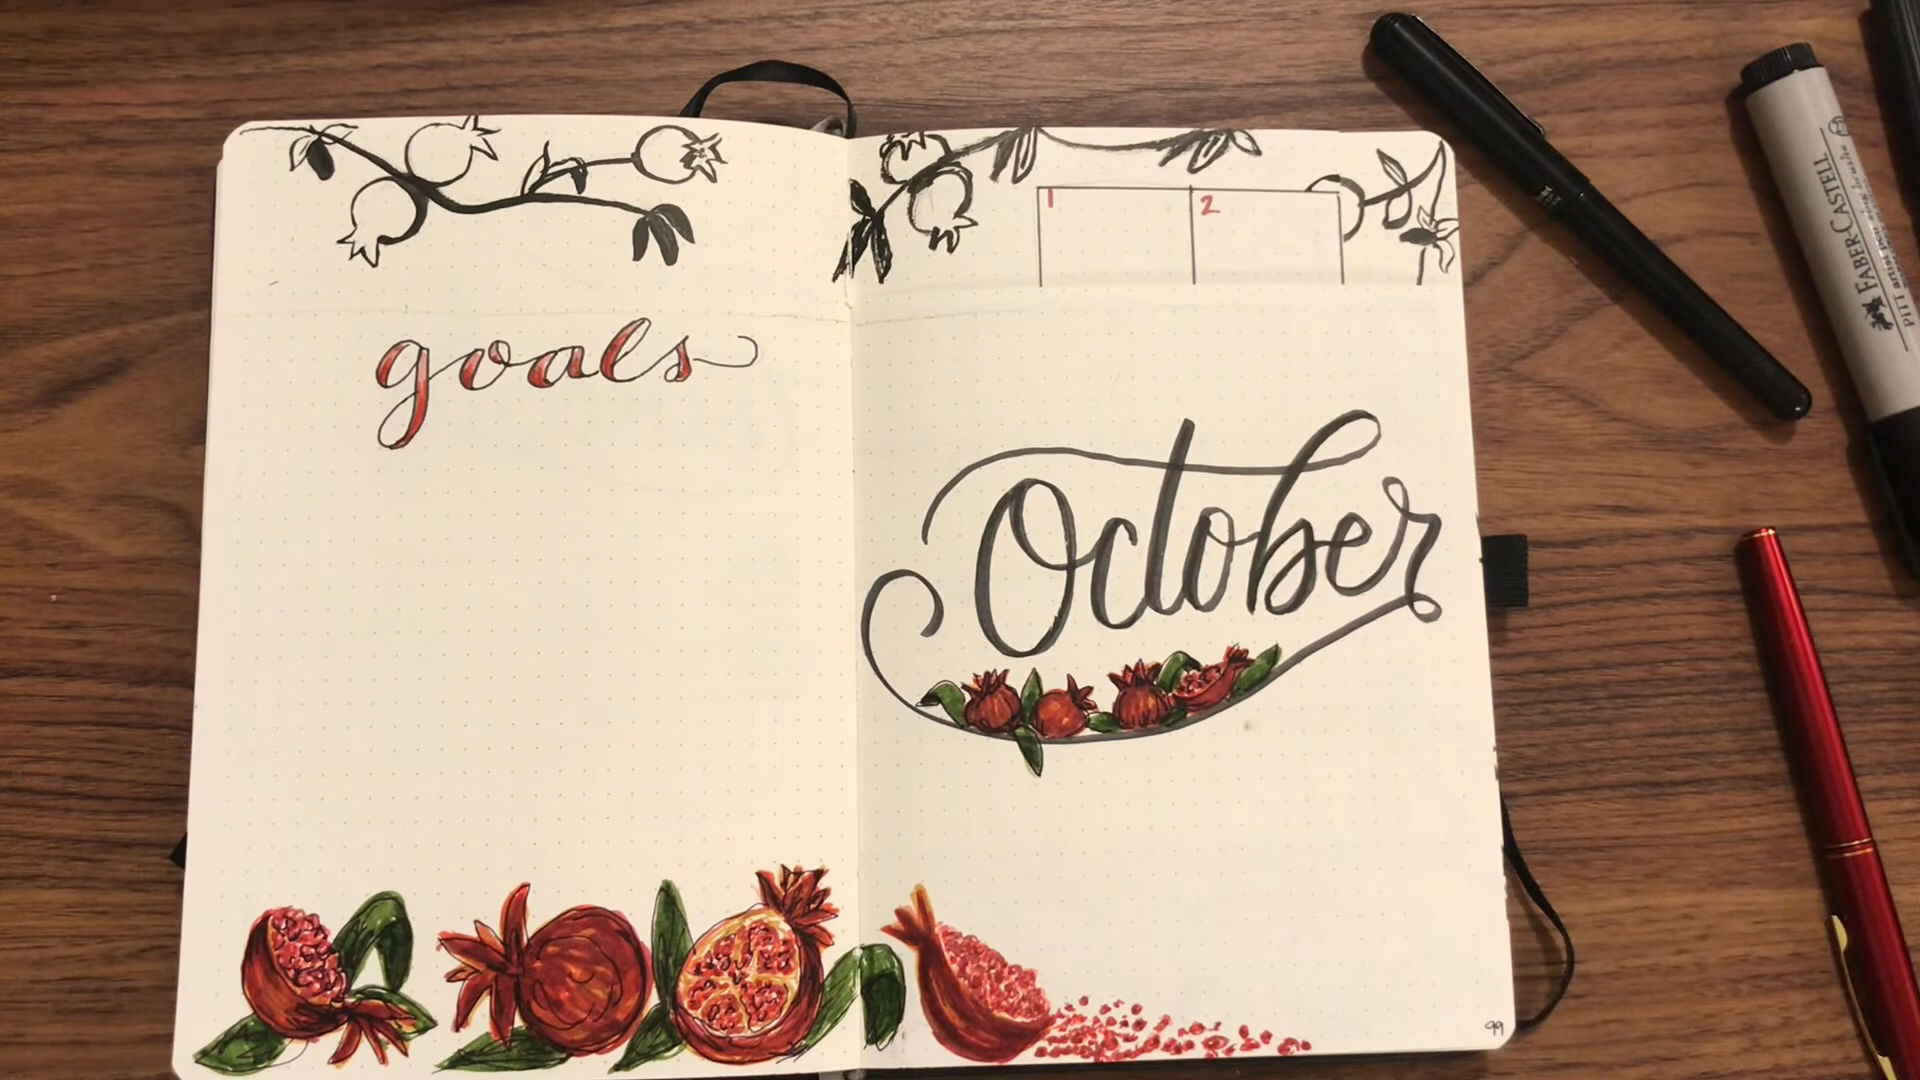 goals
1 2
October
99
FABER-CASTELL
PITT artist pen brush